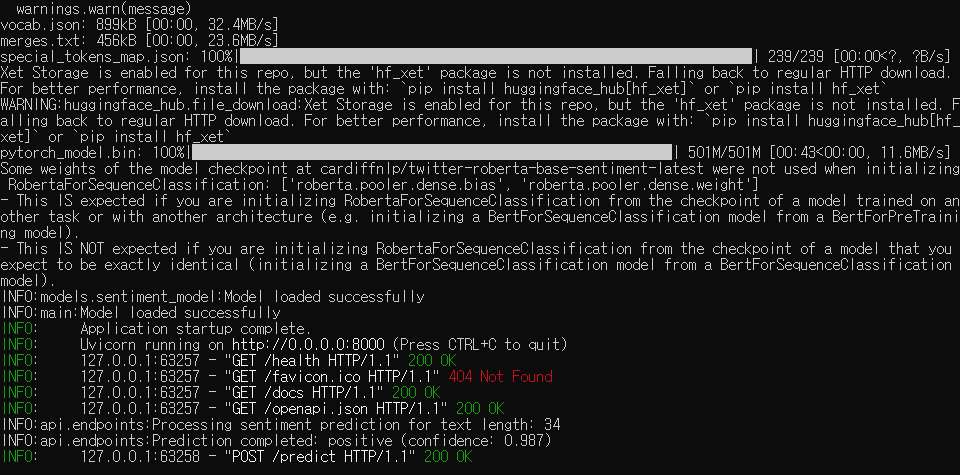 warnings.warn(message)
vocab.json: 899kB [00:00, 32.4MB/s]
merges.txt: 456kB [00:00, 23.6MB/s]
special_tokens_map.json: 100%| | 239/239 [00:00<?, ?B/s]
Xet Storage is enabled for this repo, but the 'hf_xet' package is not installed. Falling back to regular HTTP download.
For better performance, install the package with: `pip install huggingface_hub[hf_xet]` or `pip install hf_xet`
WARNING:huggingface_hub.file_download:Xet Storage is enabled for this repo, but the 'hf_xet' package is not installed. F
alling back to regular HTTP download. For better performance, install the package with: `pip install huggingface_hub[hf_
xet]` or `pip install hf_xet`
pytorch_model.bin: 100%| | 501M/501M [00:43<00:00, 11.6MB/s]
Some weights of the model checkpoint at cardiffnlp/twitter-roberta-base-sentiment-latest were not used when initializing
RobertaForSequenceClassification: ['roberta.pooler.dense.bias', 'roberta.pooler.dense.weight']
- This IS expected if you are initializing RobertaForSequenceClassification from the checkpoint of a model trained on an
other task or with another architecture (e.g. initializing a BertForSequenceClassification model from a BertForPreTraini
ng model).
- This IS NOT expected if you are initializing RobertaForSequenceClassification from the checkpoint of a model that you
expect to be exactly identical (initializing a BertForSequenceClassification model from a BertForSequenceClassification
model).
INFO:models.sentiment_model:Model loaded successfully
INFO:main:Model loaded successfully
INFO: Application startup complete.
INFO: Uvicorn running on http://0.0.0.0:8000 (Press CTRL+C to quit)
INFO: 127.0.0.1:63257 - "GET /health HTTP/1.1" 200 OK
INFO: 127.0.0.1:63257 - "GET /favicon.ico HTTP/1.1" 404 Not Found
INFO: 127.0.0.1:63257 - "GET /docs HTTP/1.1" 200 OK
INFO: 127.0.0.1:63257 - "GET /openapi.json HTTP/1.1" 200 OK
INFO:api.endpoints:Processing sentiment prediction for text length: 34
INFO:api.endpoints:Prediction completed: positive (confidence: 0.987)
INFO: 127.0.0.1:63258 - "POST /predict HTTP/1.1" 200 OK